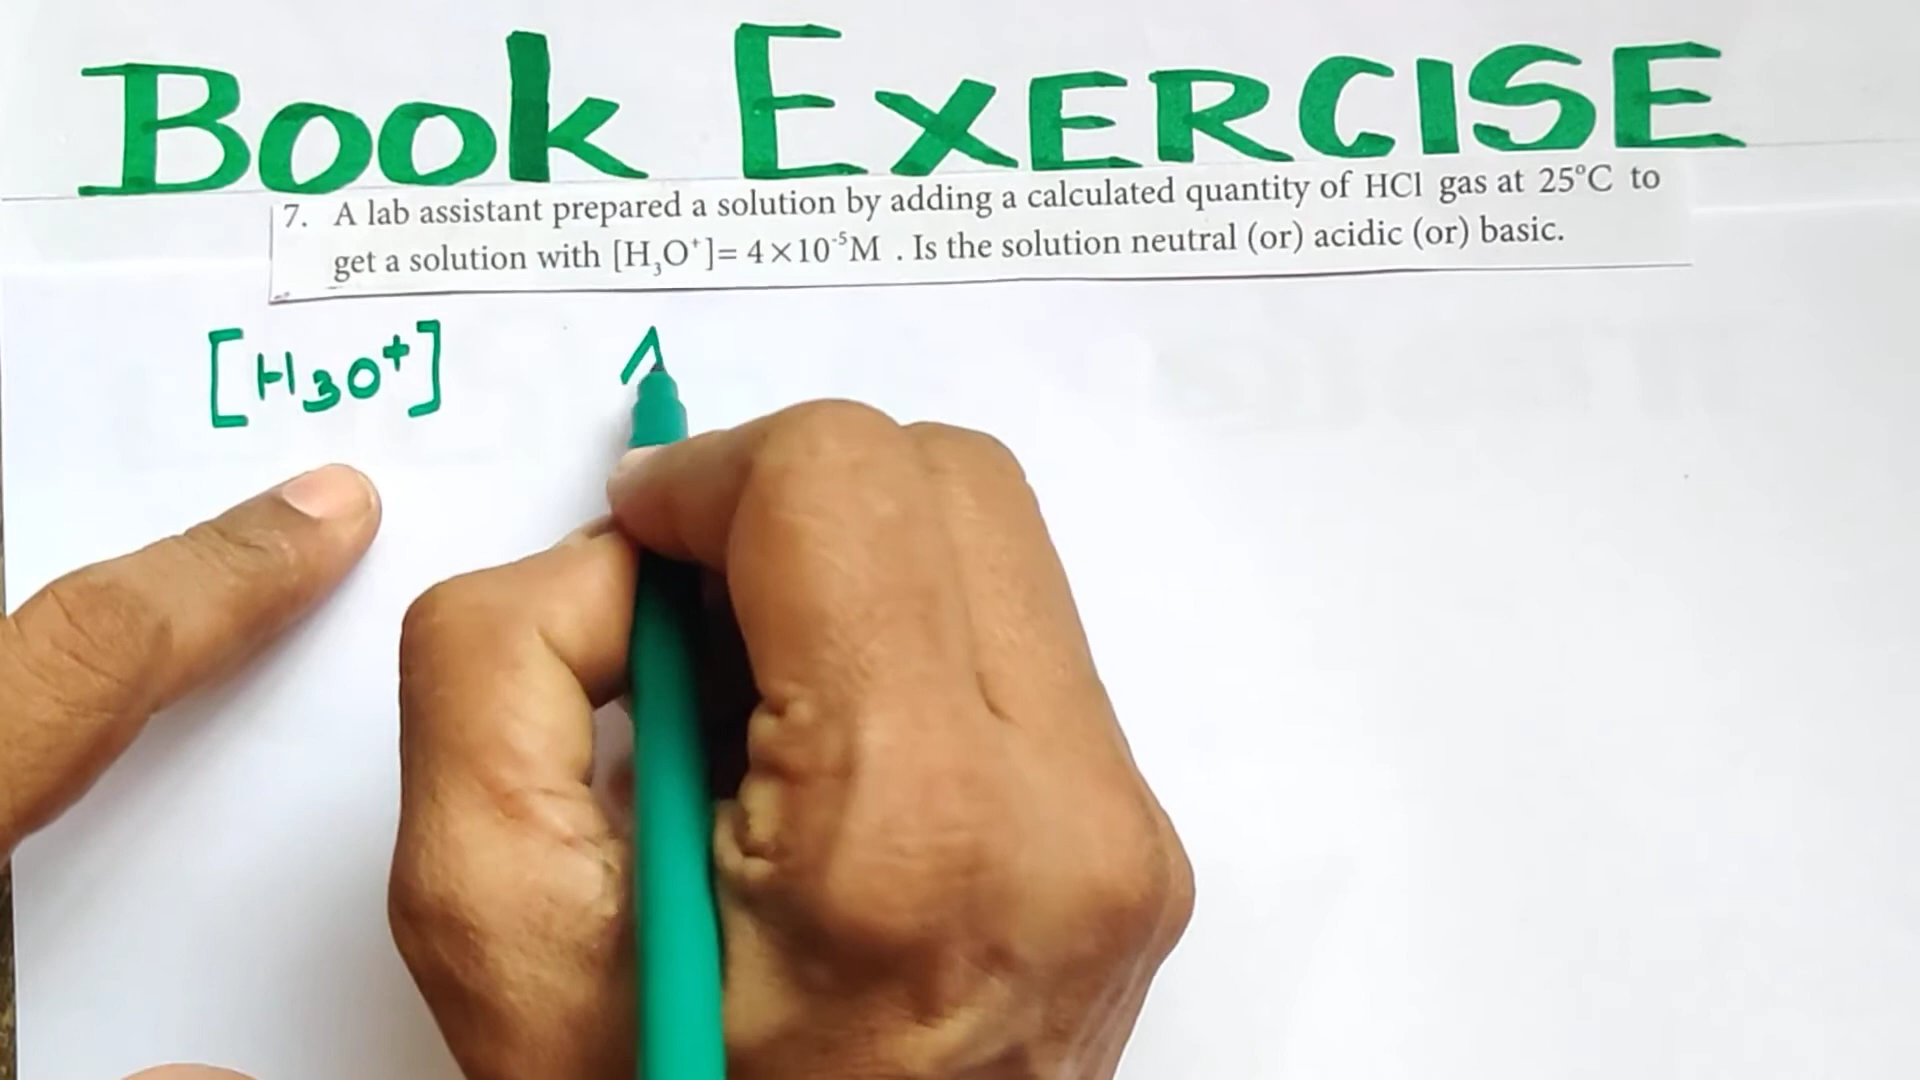 BOOK EXERCISE
7. A lab assistant prepared a solution by adding a calculated quantity of HCl gas at 25°C to
get a solution with [H₃O⁺]= 4×10⁻⁵M . Is the solution neutral (or) acidic (or) basic.
[H₃O⁺]